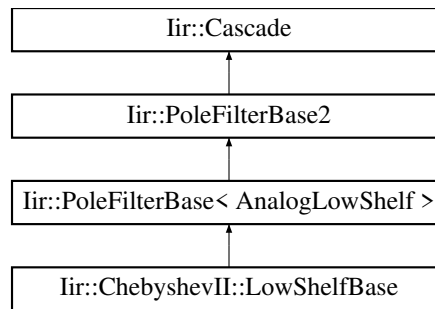 Iir::Cascade
Iir::PoleFilterBase2
Iir::PoleFilterBase< AnalogLowShelf >
Iir::ChebyshevII::LowShelfBase